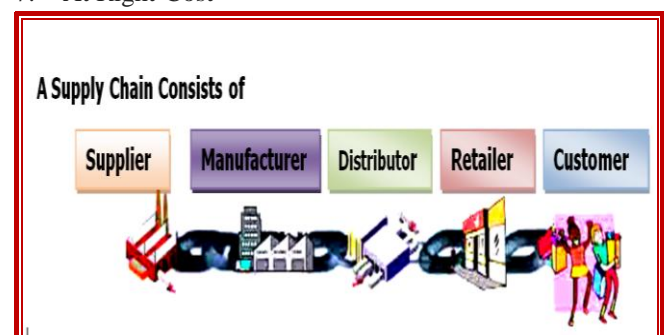 A Supply Chain Consists of
Supplier Manufacturer Distributor Retailer Customer